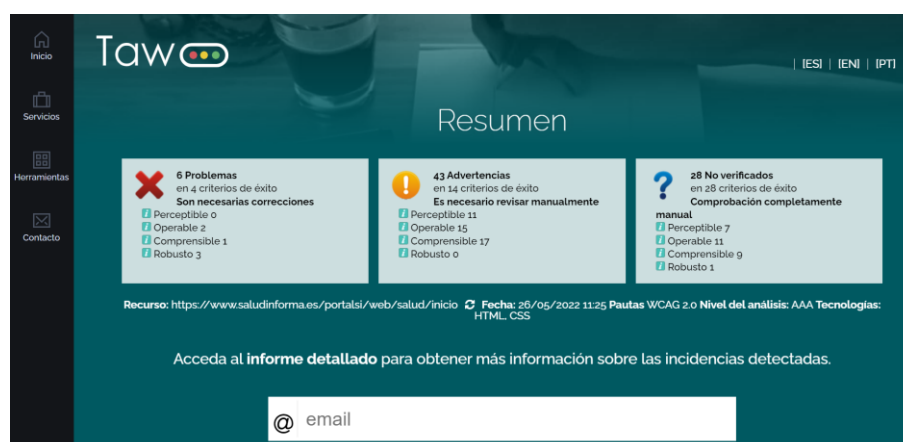 Inicio
Servicios
Herramientas
Contacto
Taw
| [ES] | [EN] | [PT]
Resumen
6 Problemas
en 4 criterios de éxito
Son necesarias correcciones
Perceptible 0
Operable 2
Comprensible 1
Robusto 3
43 Advertencias
en 14 criterios de éxito
Es necesario revisar manualmente
Perceptible 11
Operable 15
Comprensible 17
Robusto 0
28 No verificados
en 28 criterios de éxito
Comprobación completamente
manual
Perceptible 7
Operable 11
Comprensible 9
Robusto 1
Recurso: https://www.saludinforma.es/portalsi/web/salud/inicio Fecha: 26/05/2022 11:25 Pautas WCAG 2.0 Nivel del análisis: AAA Tecnologías:
HTML, CSS
Acceda al informe detallado para obtener más información sobre las incidencias detectadas.
@ email